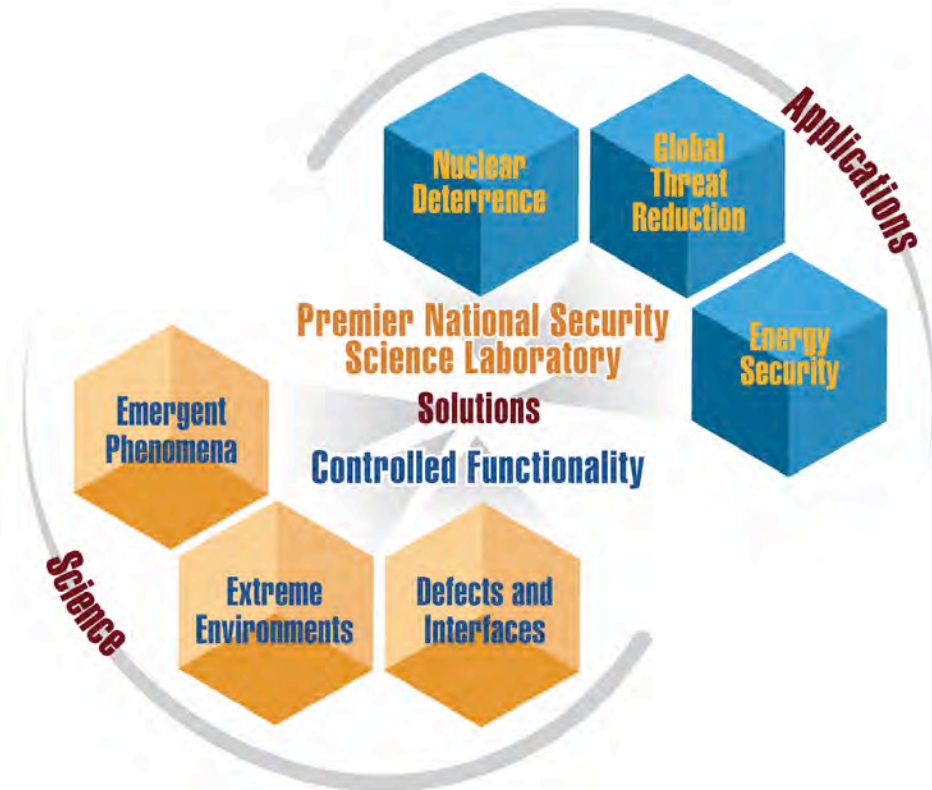 Applications
Nuclear
Deterrence
Global
Threat
Reduction
Energy
Security
Premier National Security
Science Laboratory
Solutions
Controlled Functionality
Emergent
Phenomena
Extreme
Environments
Defects and
Interfaces
Science